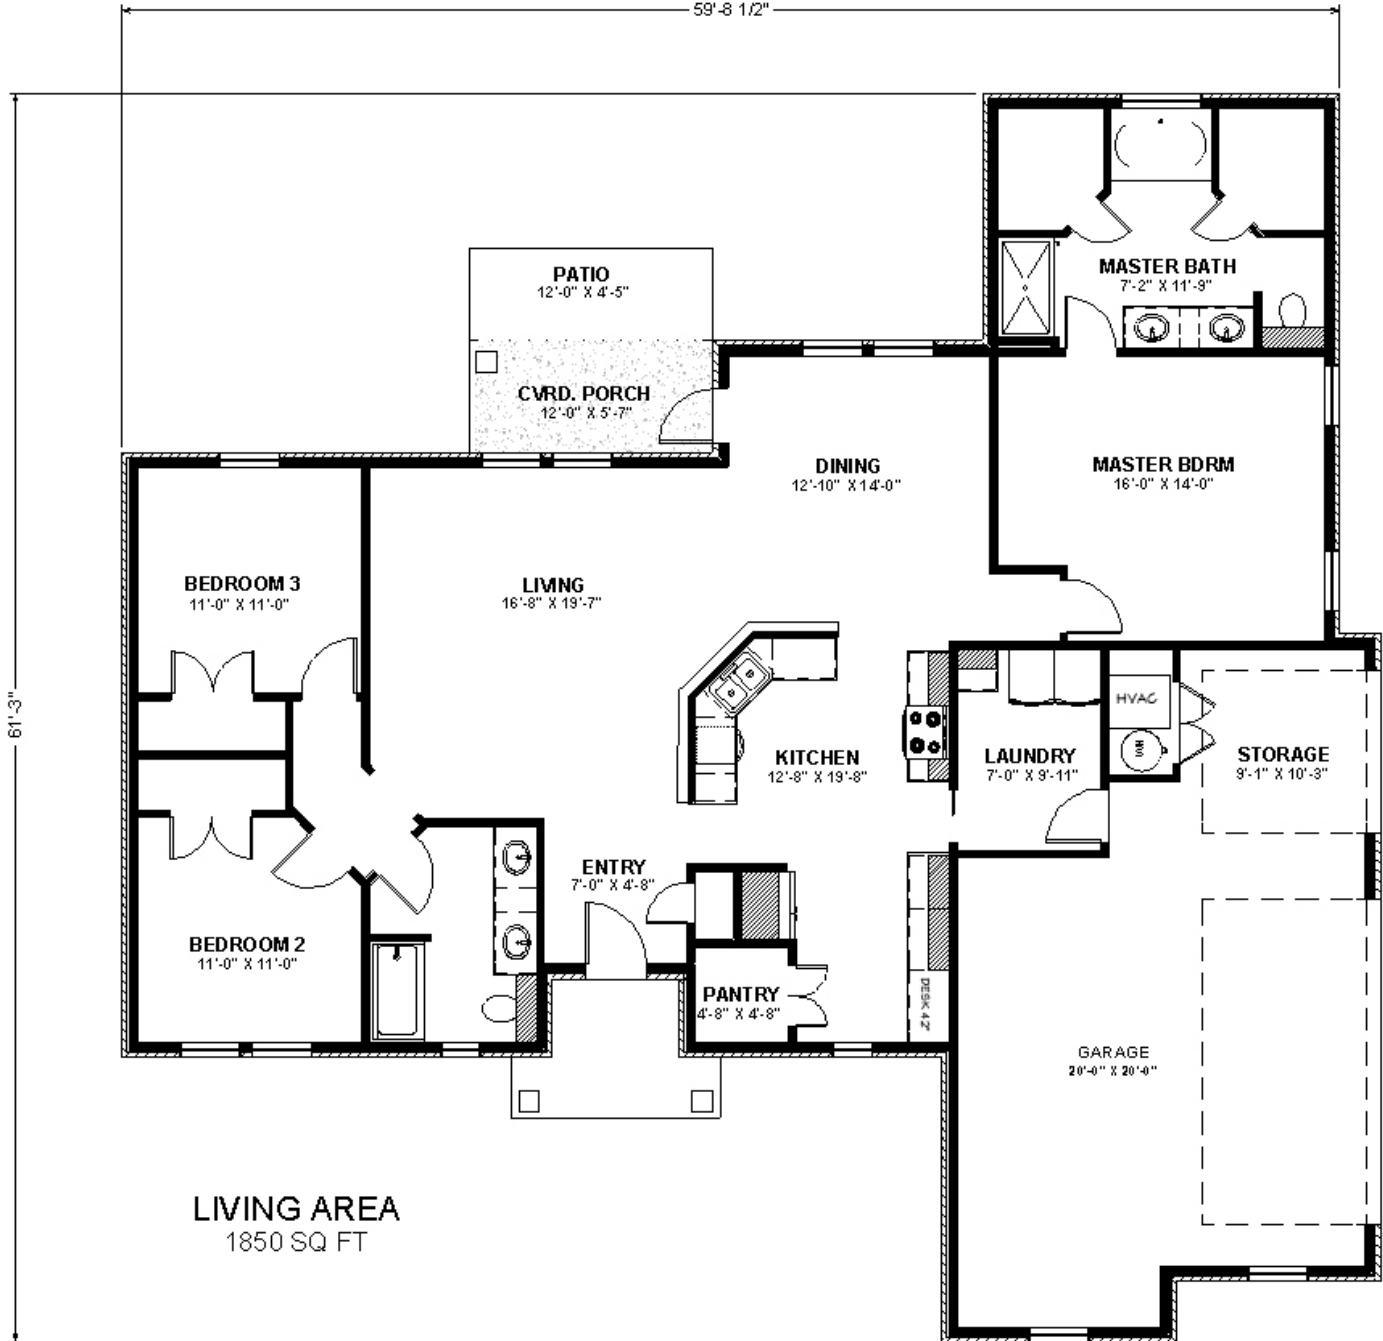 59'-8 1/2"
61'-3"
MASTER BATH
7'-2" X 11'-9"
PATIO
12'-0" X 4'-5"
CVRD. PORCH
12'-0" X 5'-7"
DINING
12'-10" X 14'-0"
MASTER BDRM
16'-0" X 14'-0"
BEDROOM 3
11'-0" X 11'-0"
LIVING
16'-8" X 19'-7"
HVAC
KITCHEN
12'-8" X 19'-8"
LAUNDRY
7'-0" X 9'-11"
STORAGE
9'-1" X 10'-3"
ENTRY
7'-0" X 4'-8"
BEDROOM 2
11'-0" X 11'-0"
PANTRY
4'-8" X 4'-8"
DESK 42"
GARAGE
20'-0" X 20'-0"
LIVING AREA
1850 SQ FT